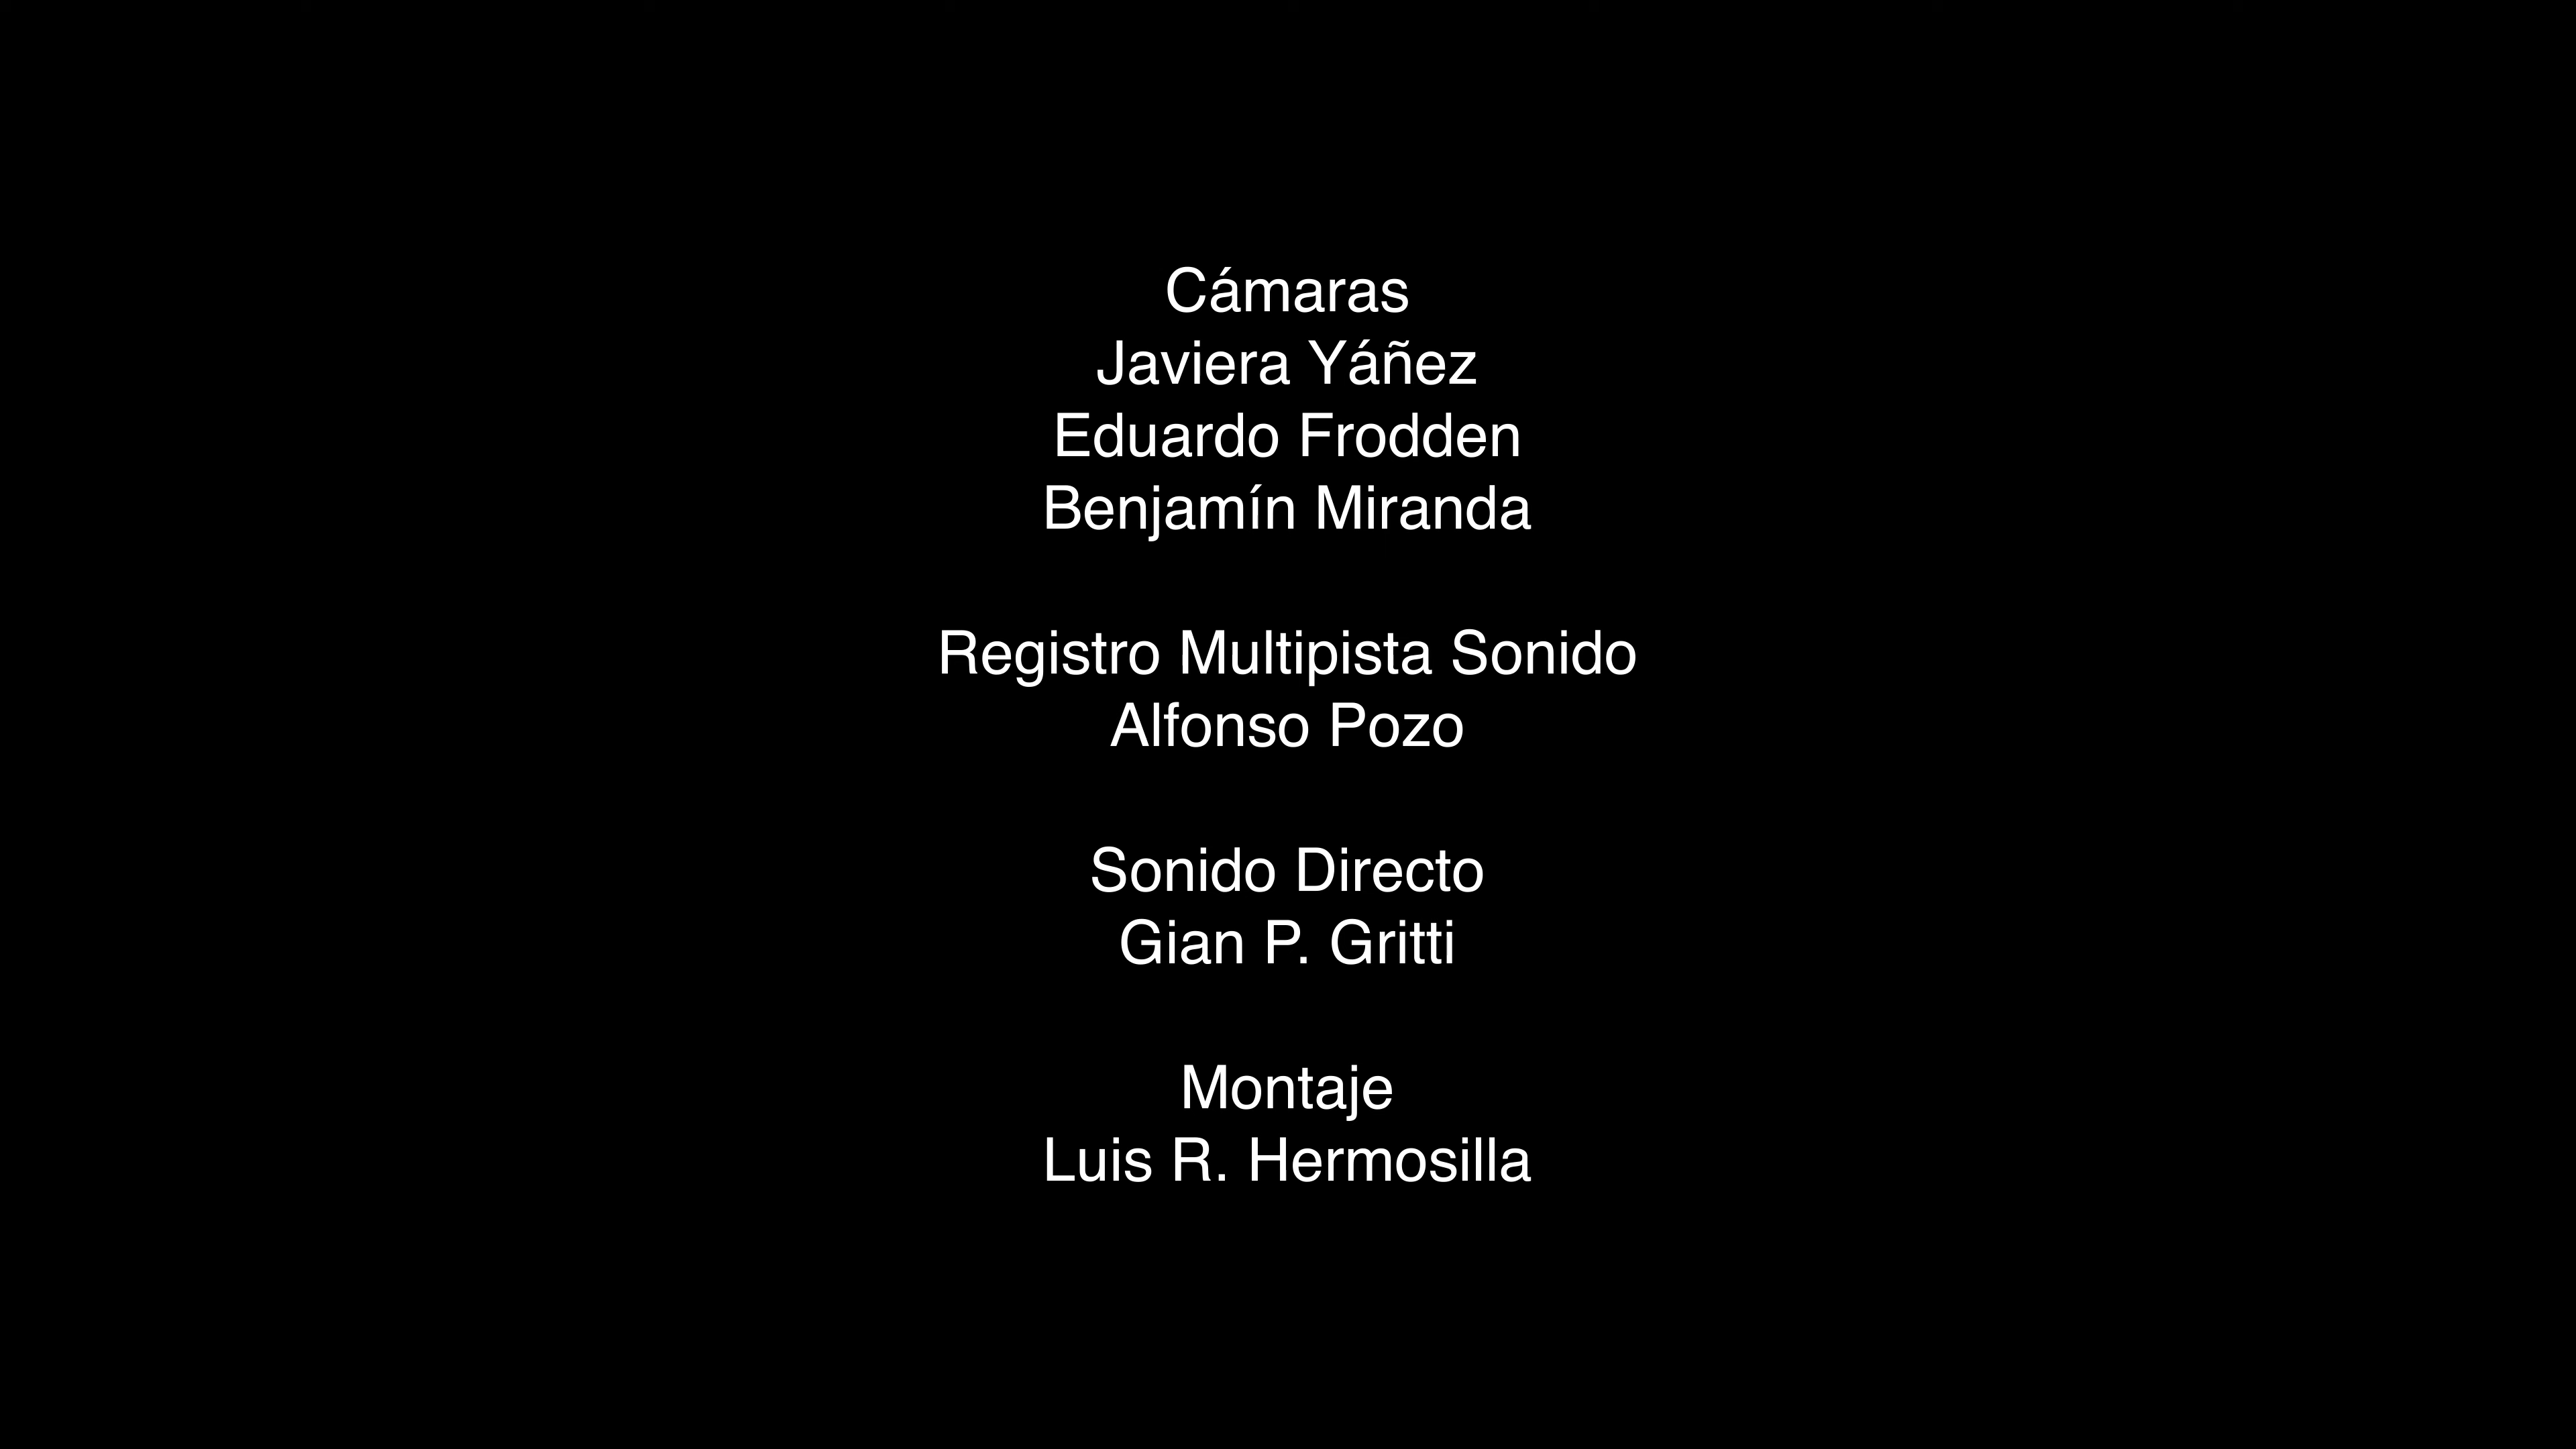 Cámaras
Javiera Yáñez
Eduardo Frodden
Benjamín Miranda
Registro Multipista Sonido
Alfonso Pozo
Sonido Directo
Gian P. Gritti
Montaje
Luis R. Hermosilla